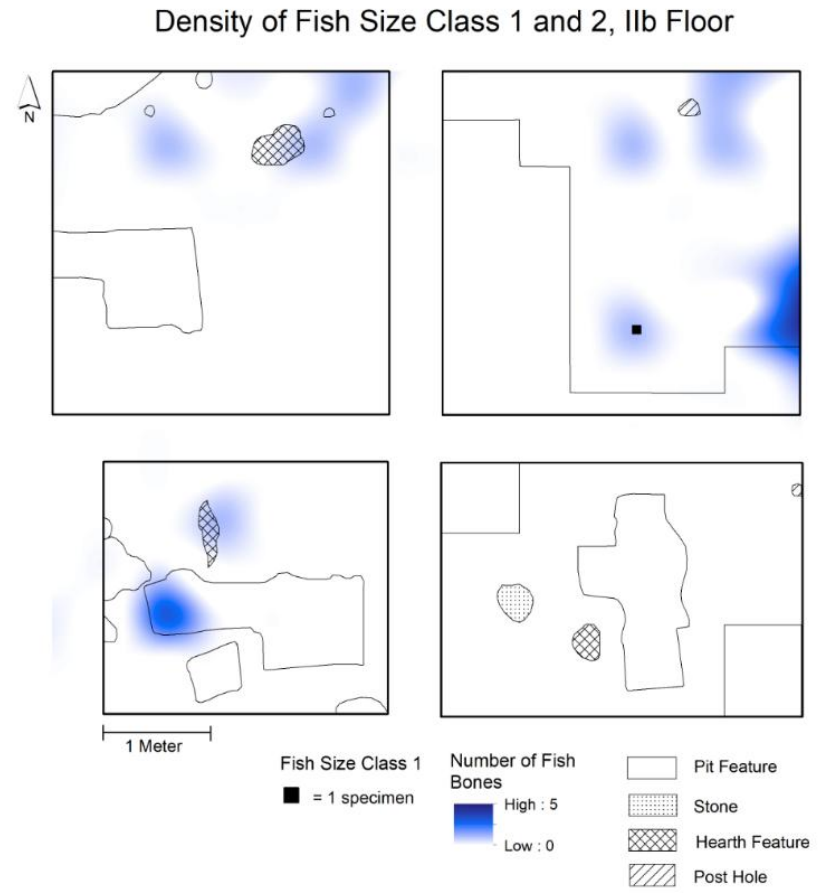 Density of Fish Size Class 1 and 2, IIb Floor
N
1 Meter
Fish Size Class 1
= 1 specimen
Number of Fish
Bones
High : 5
Low : 0
Pit Feature
Stone
Hearth Feature
Post Hole